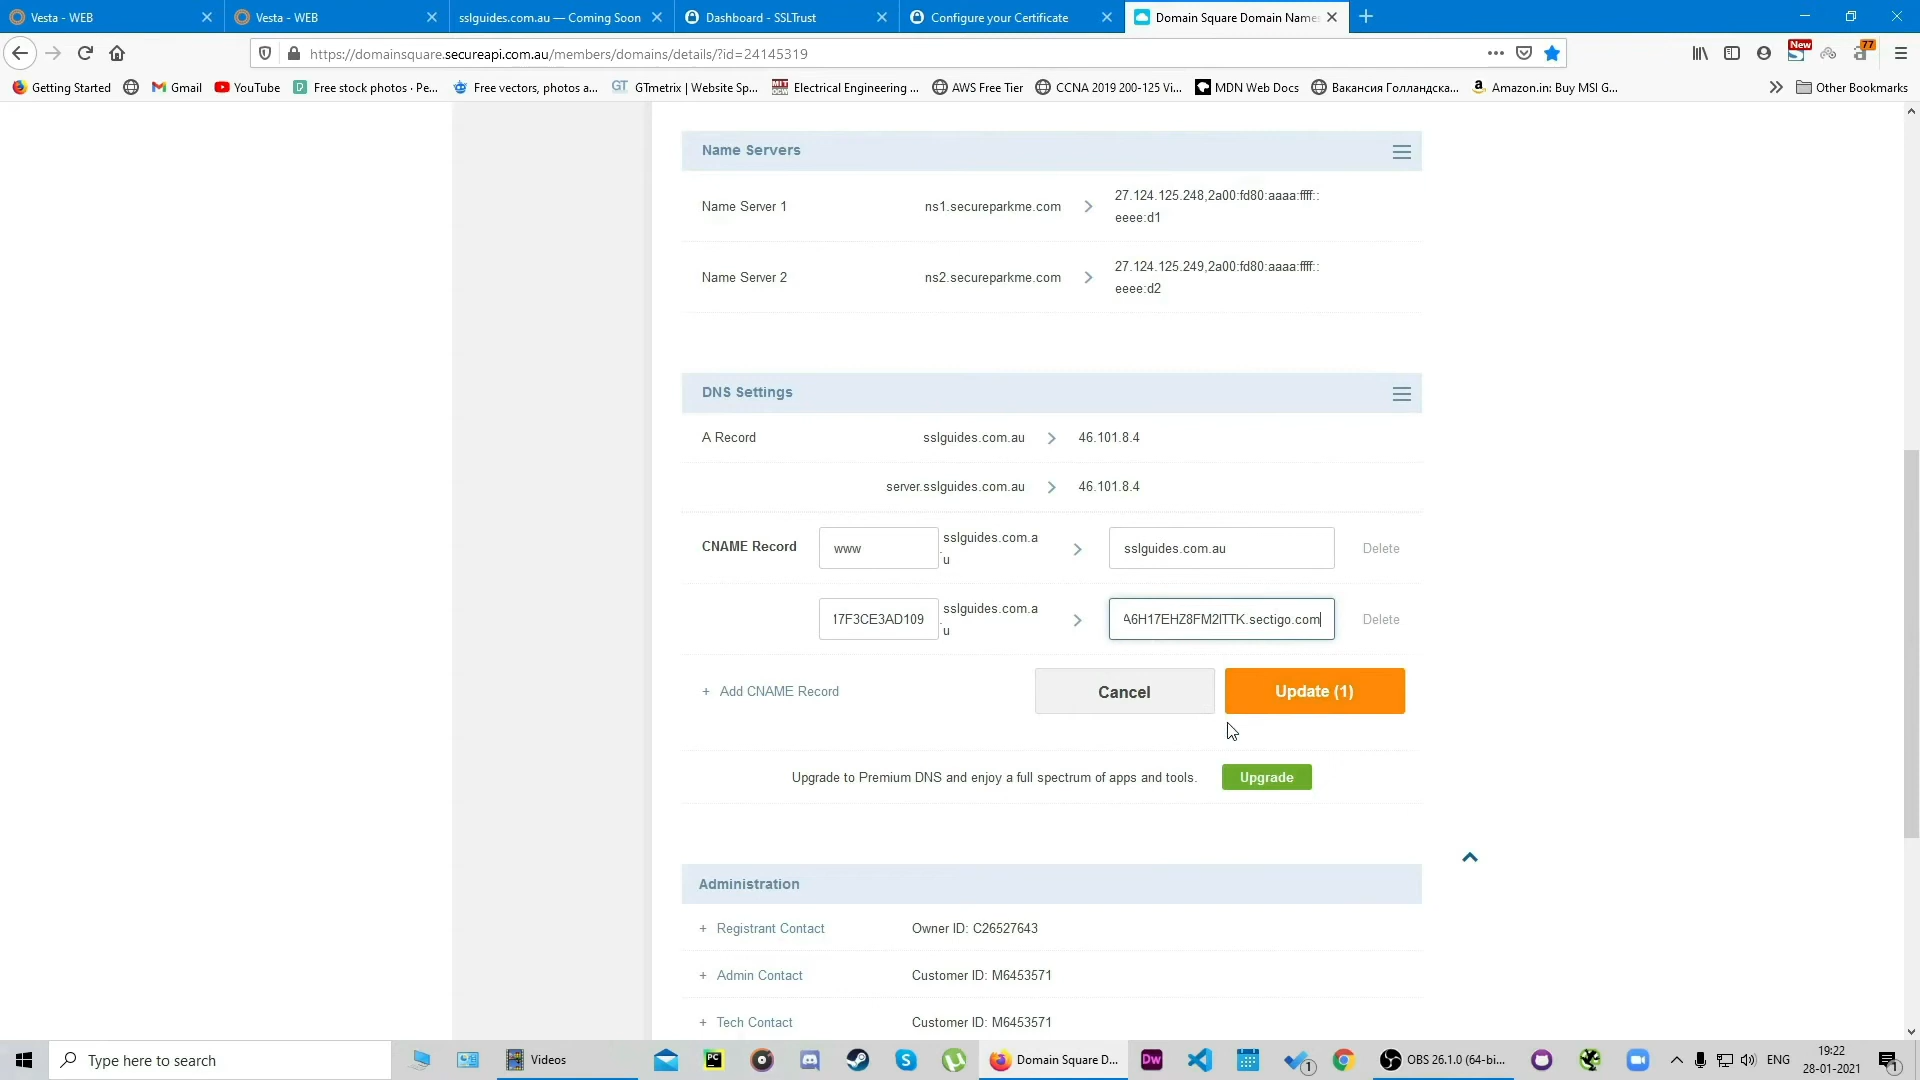 Vesta - WEB
Vesta - WEB
sslguides.com.au — Coming Soon
Dashboard - SSLTrust
Configure your Certificate
Domain Square Domain Name
https://domainsquare.secureapi.com.au/members/domains/details/?id=24145319
New
77
Getting Started
Gmail
YouTube
Free stock photos · Pe...
Free vectors, photos a...
GTmetrix | Website Sp...
Electrical Engineering ...
AWS Free Tier
CCNA 2019 200-125 Vi...
MDN Web Docs
Вакансия Голландска...
Amazon.in: Buy MSI G...
Other Bookmarks
Name Servers
Name Server 1
ns1.secureparkme.com
27.124.125.248,2a00:fd80:aaaa:ffff::
eeee:d1
Name Server 2
ns2.secureparkme.com
27.124.125.249,2a00:fd80:aaaa:ffff::
eeee:d2
DNS Settings
A Record
sslguides.com.au
46.101.8.4
server.sslguides.com.au
46.101.8.4
CNAME Record
www
.sslguides.com.a
u
sslguides.com.au
Delete
17F3CE3AD109
.sslguides.com.a
u
A6H17EHZ8FM2ITTK.sectigo.com
Delete
+ Add CNAME Record
Cancel
Update (1)
Upgrade to Premium DNS and enjoy a full spectrum of apps and tools.
Upgrade
Administration
+ Registrant Contact
Owner ID: C26527643
+ Admin Contact
Customer ID: M6453571
+ Tech Contact
Customer ID: M6453571
Type here to search
Videos
PC
Domain Square D...
Dw
1
OBS 26.1.0 (64-bi...
ENG
19:22
28-01-2021
1